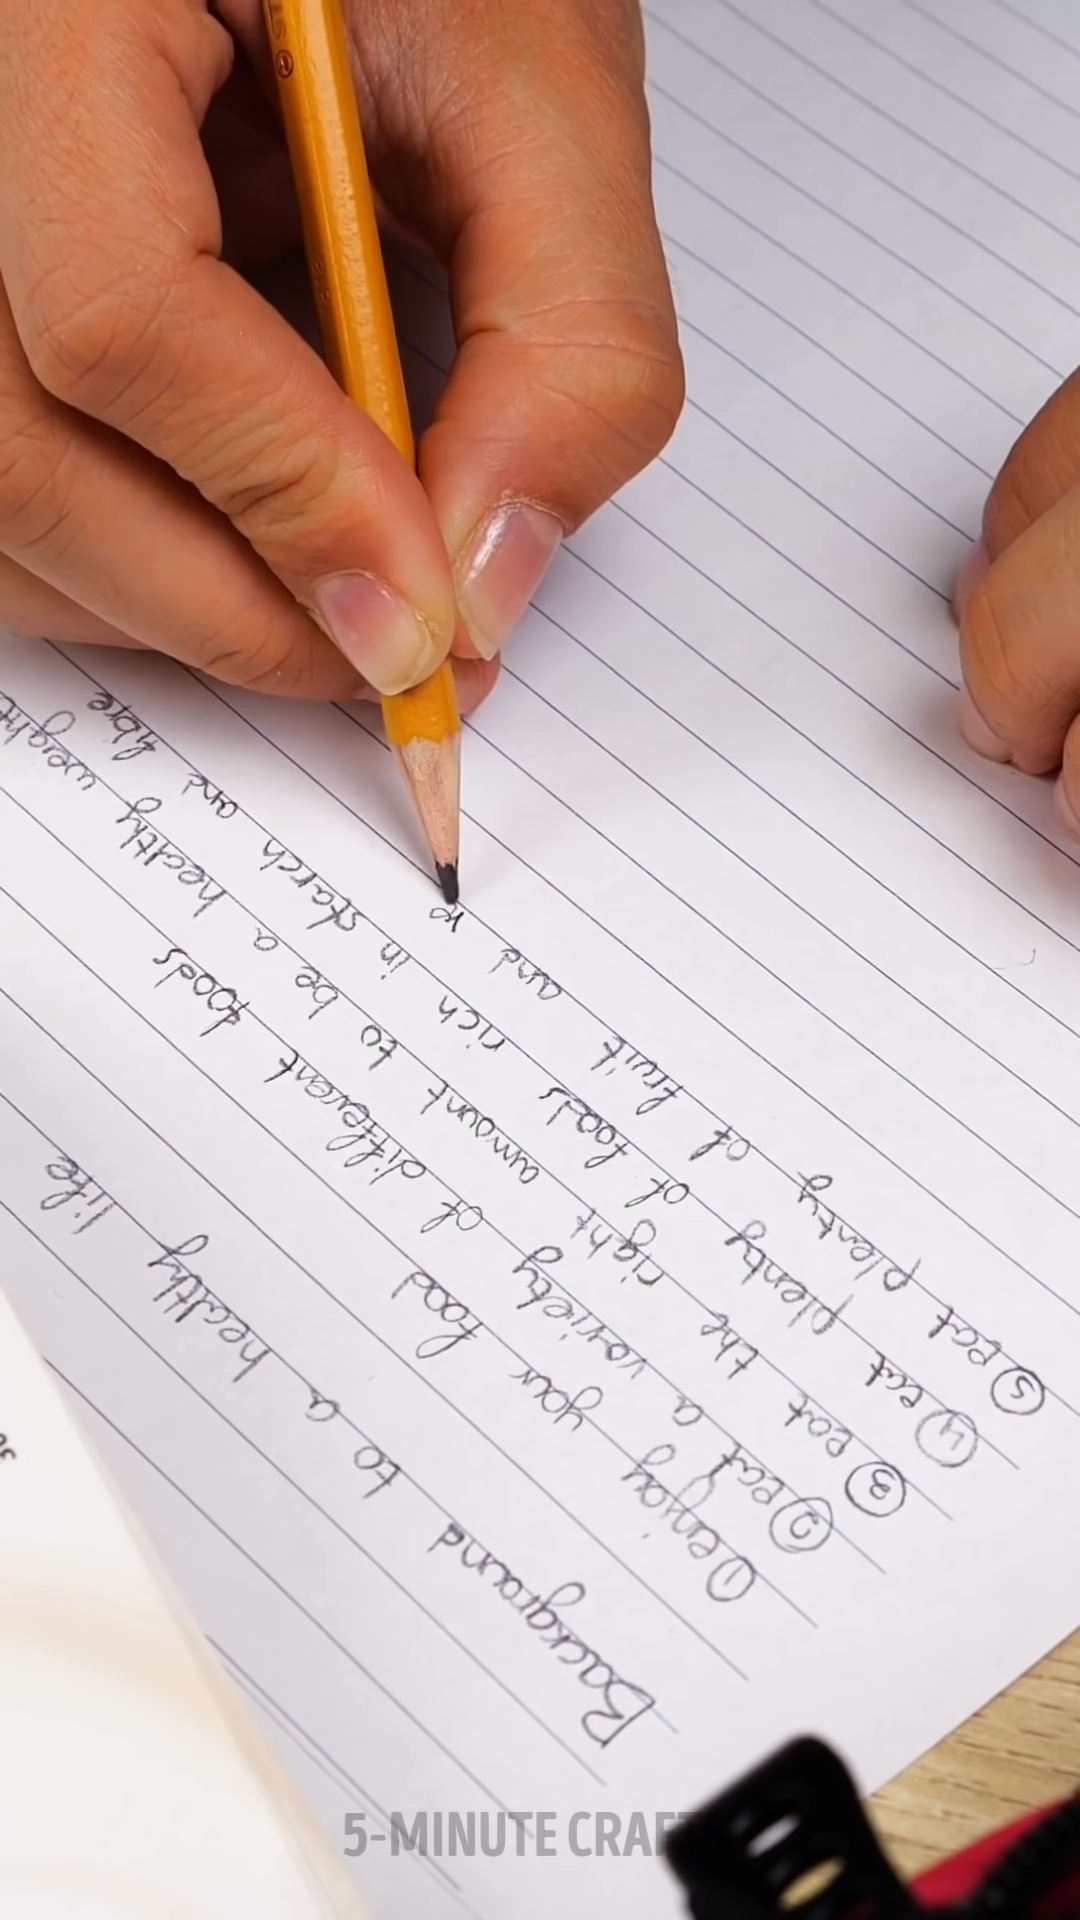 Background to a healthy life
① enjoy your food
② eat a variety of different foods
③ eat the right amount to be a healthy weight
④ eat plenty of foods rich in starch and fibre
⑤ eat plenty of fruit and ve
5-MINUTE CRAFT